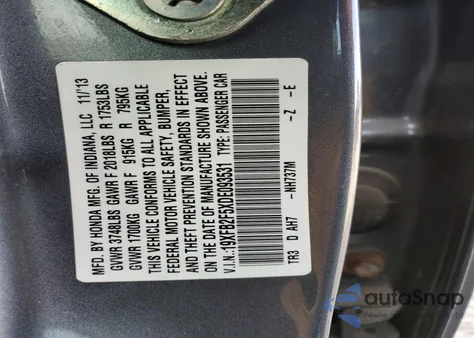 MFD. BY HONDA MFG. OF INDIANA, LLC 11/13
GVWR 3748LBS GAWR F 2018LBS R 1753LBS
GVWR 1700KG GAWR F 915KG R 795KG
THIS VEHICLE CONFORMS TO ALL APPLICABLE
FEDERAL MOTOR VEHICLE SAFETY, BUMPER,
AND THEFT PREVENTION STANDARDS IN EFFECT
ON THE DATE OF MANUFACTURE SHOWN ABOVE.
V.I.N.:19XFB2F5XDE093531 TYPE: PASSENGER CAR
TR3 D AH7 -NH737M -Z -E
autoSnap